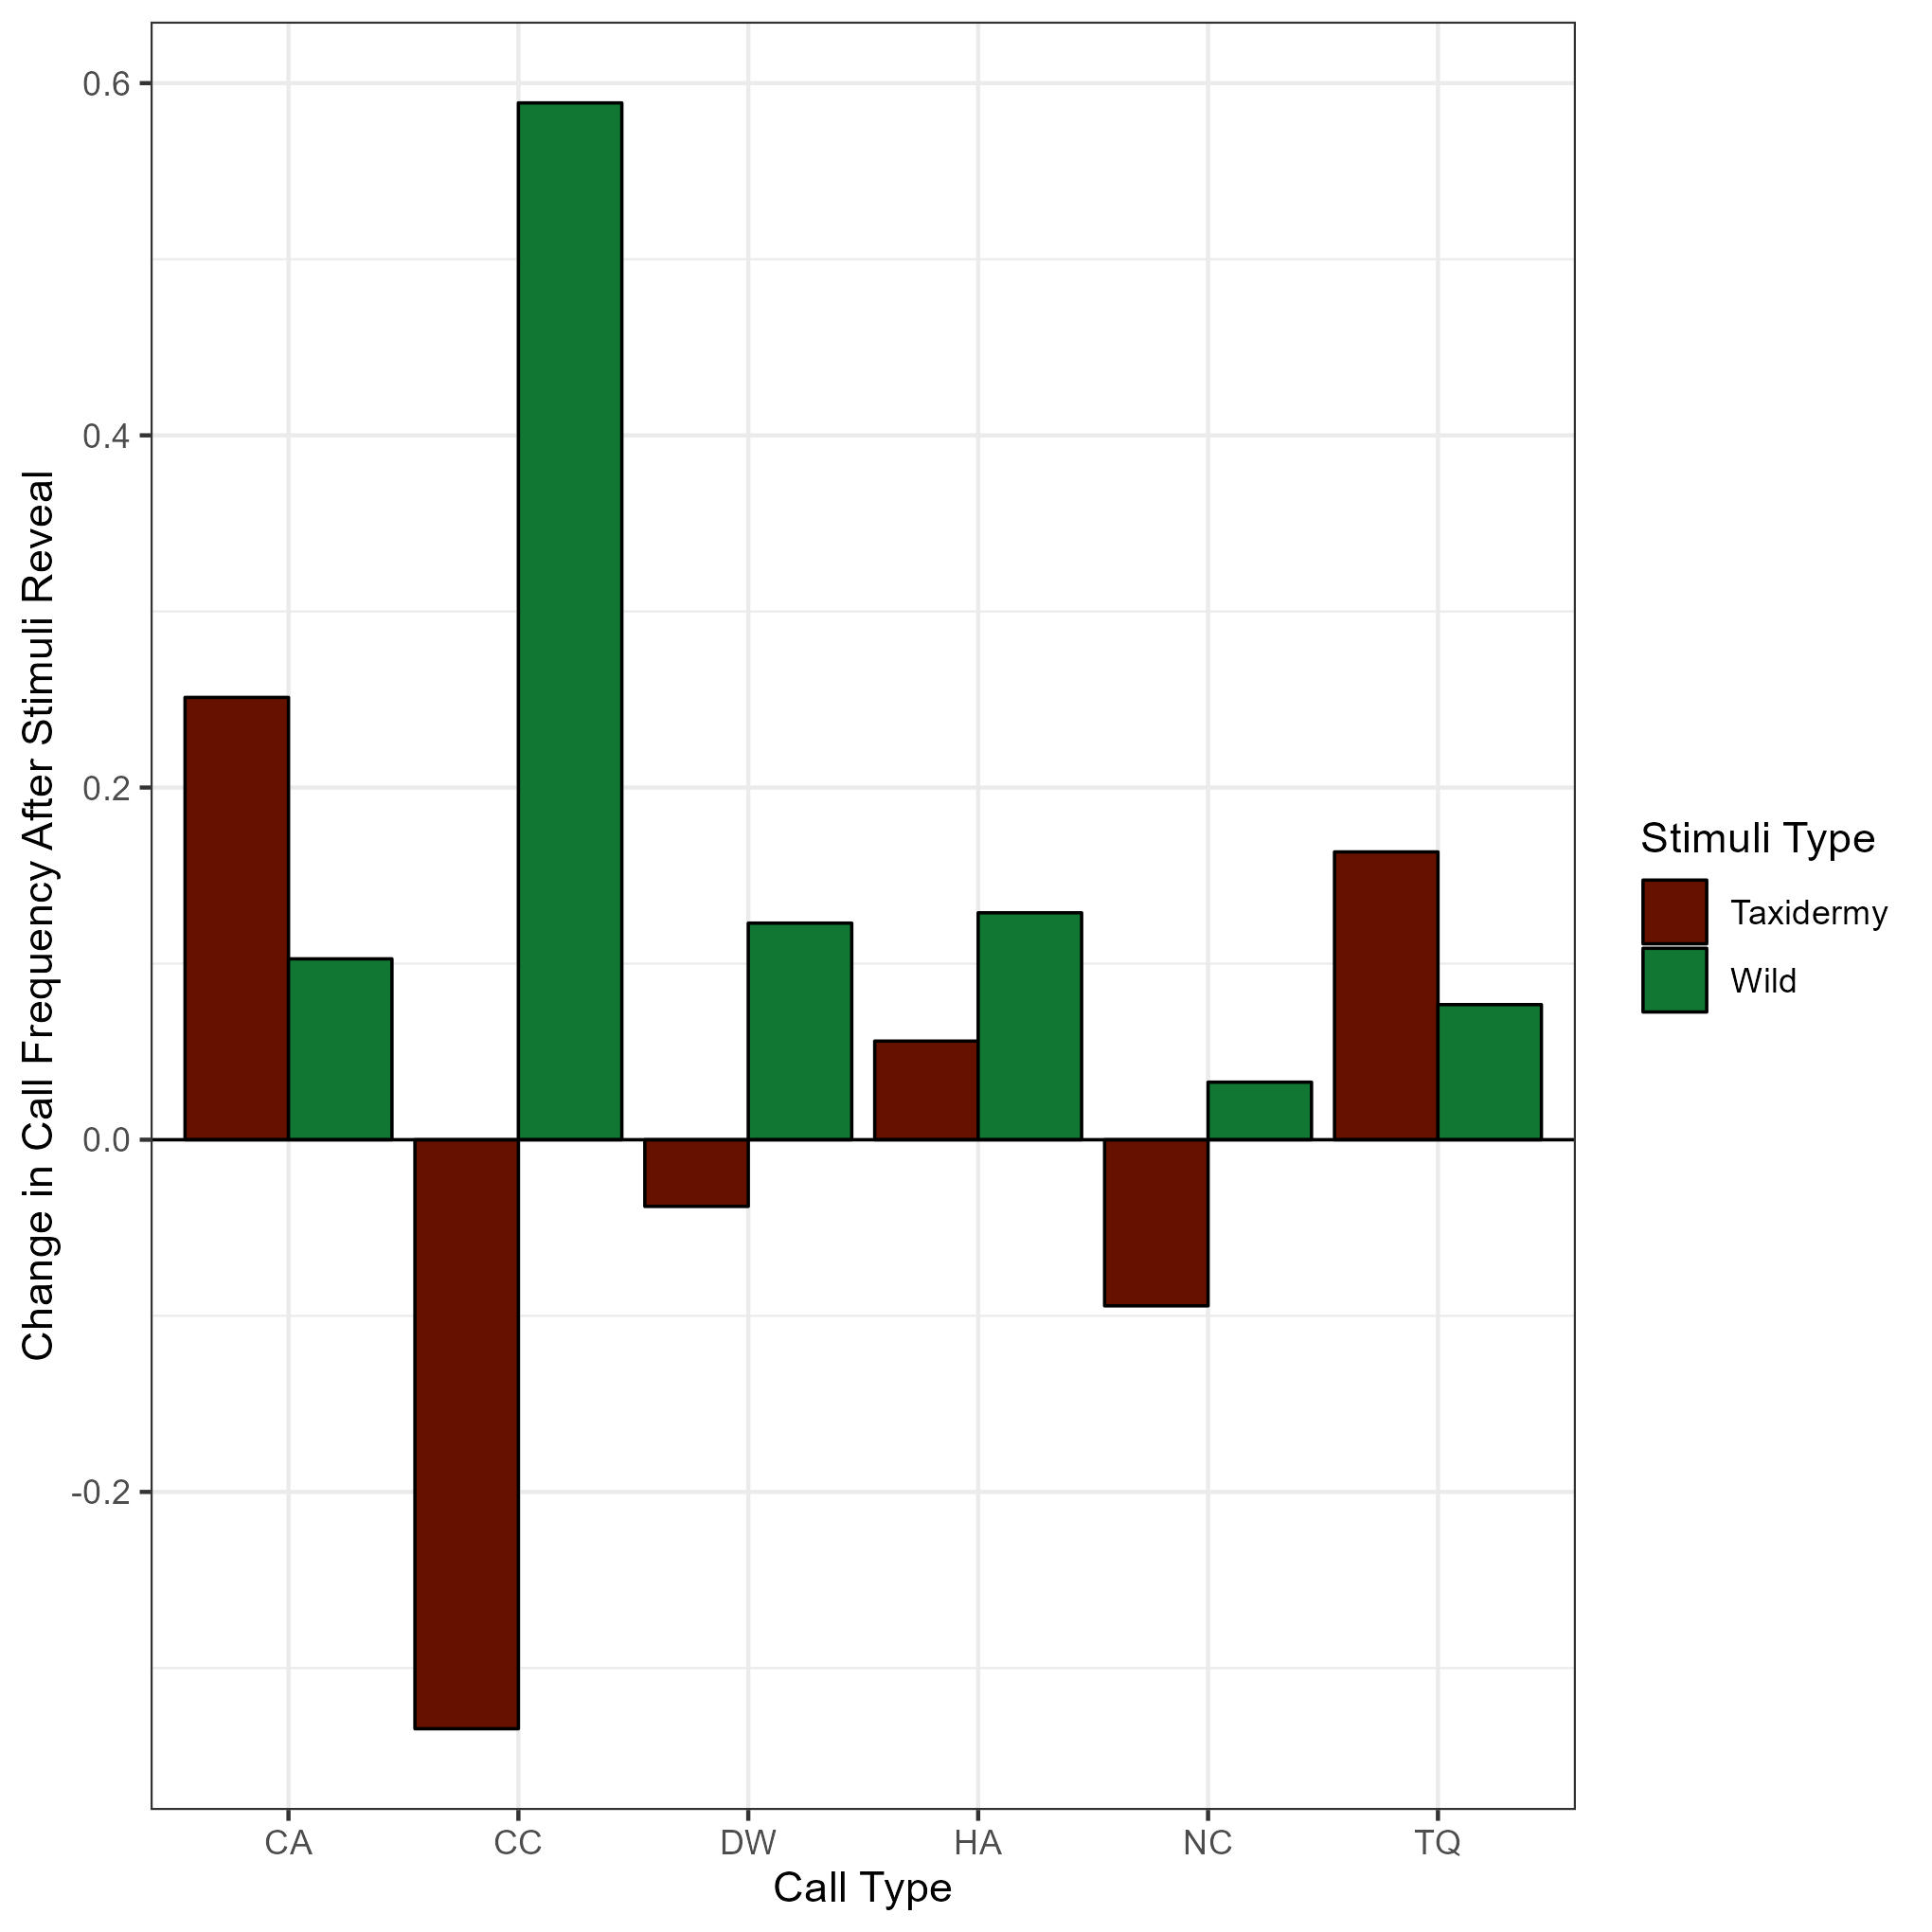 Change in Call Frequency After Stimuli Reveal
0.6
0.4
0.2
0.0
-0.2
CA CC DW HA NC TQ
Call Type
Stimuli Type
Taxidermy
Wild